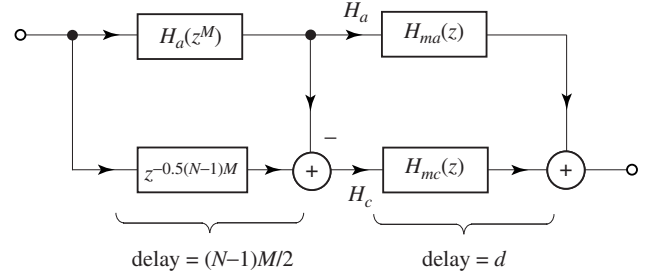 H_a
H_a(z^M)
H_ma(z)
−
z^−0.5(N−1)M
+
H_mc(z)
+
H_c
delay = (N−1)M/2
delay = d